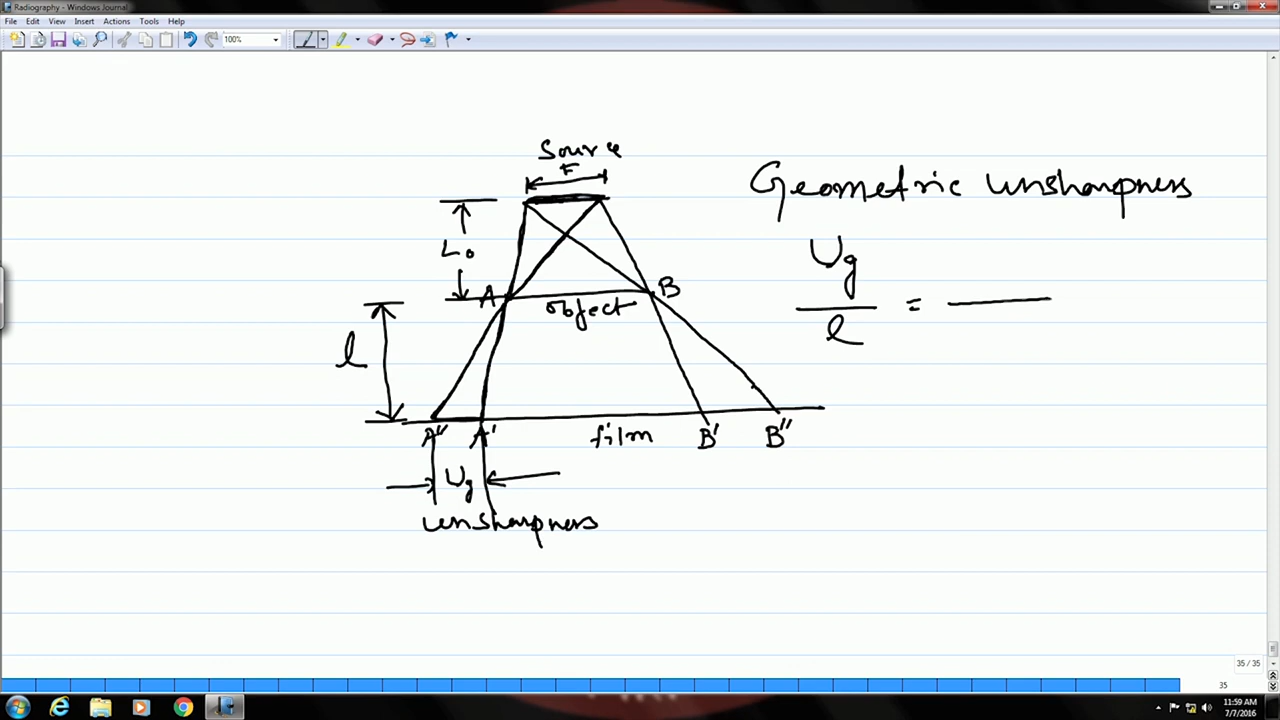 Radiography - Windows Journal
File Edit View Insert Actions Tools Help
100%
Source
F
Geometric unsharpness
L0
Ug
l
=
A
object
B
l
A" A' film B' B"
Ug
unsharpness
35 / 35
35
11:59 AM
7/7/2016